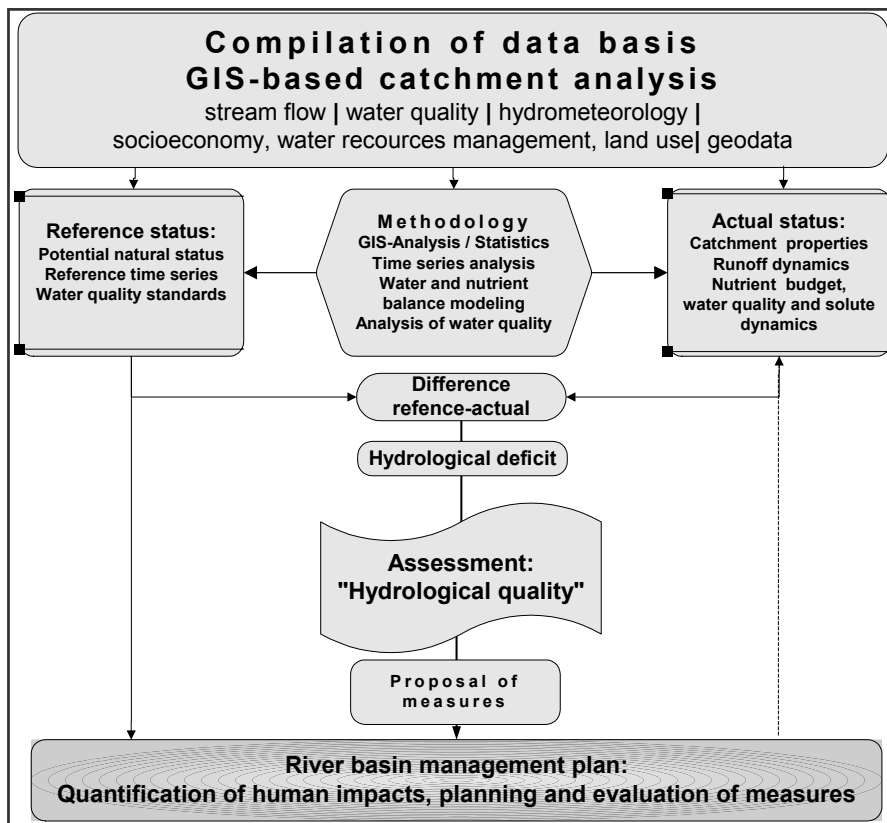 Compilation of data basis
GIS-based catchment analysis
stream flow | water quality | hydrometeorology |
socioeconomy, water recources management, land use| geodata
Reference status:
Potential natural status
Reference time series
Water quality standards
Methodology
GIS-Analysis / Statistics
Time series analysis
Water and nutrient
balance modeling
Analysis of water quality
Actual status:
Catchment properties
Runoff dynamics
Nutrient budget,
water quality and solute
dynamics
Difference
refence-actual
Hydrological deficit
Assessment:
"Hydrological quality"
Proposal of
measures
River basin management plan:
Quantification of human impacts, planning and evaluation of measures